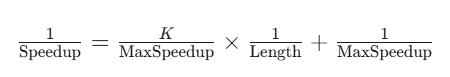 1/Speedup = K/MaxSpeedup × 1/Length + 1/MaxSpeedup